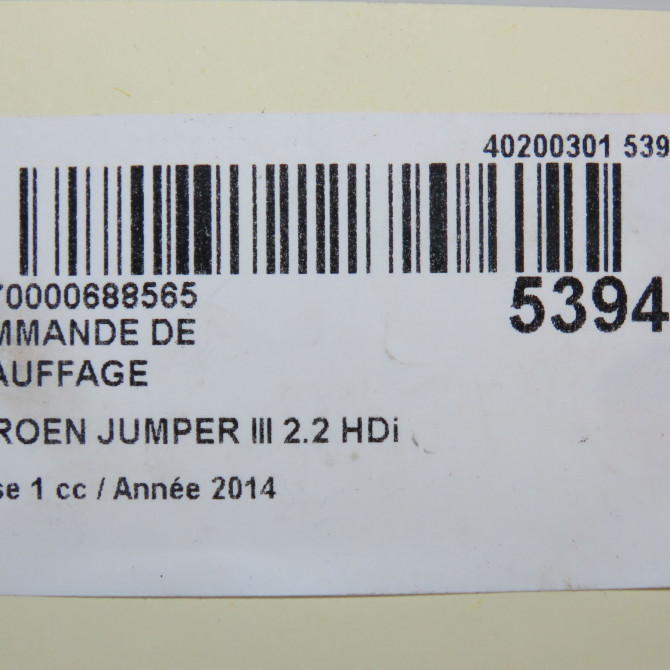 40200301 539
70000688565
5394
MMANDE DE
AUFFAGE
ROEN JUMPER III 2.2 HDi
se 1 cc / Année 2014